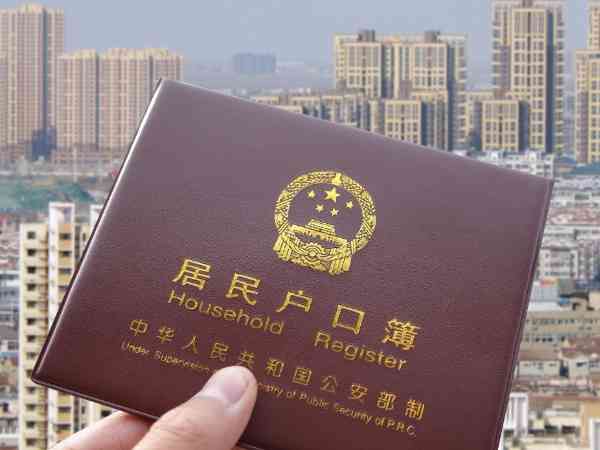 居民户口簿
Household Register
中华人民共和国公安部制
Under Supervision of Public Security of P.R.C.